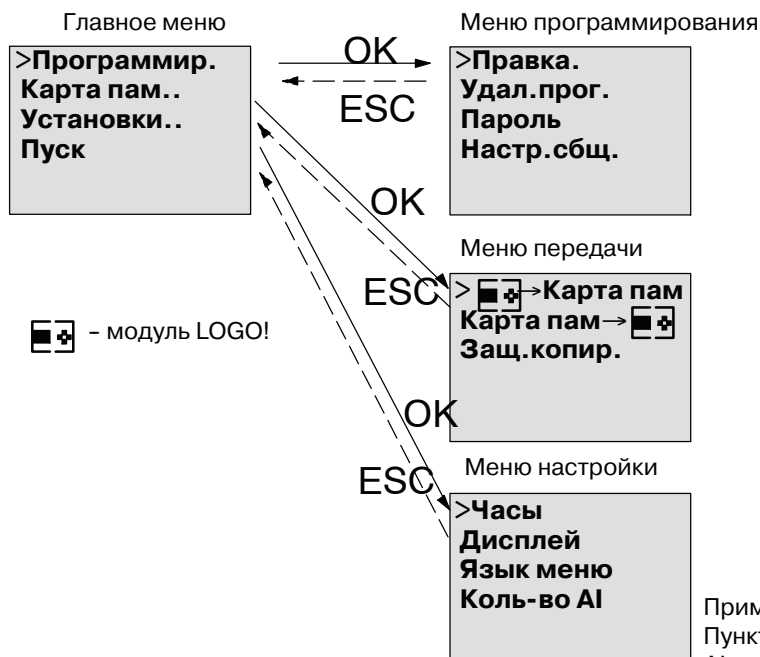 Главное меню
>Программир.
Карта пам..
Установки..
Пуск
OK
ESC
Меню программирования
>Правка.
Удал.прог.
Пароль
Настр.сбщ.
OK
ESC
Меню передачи
> →Карта пам
Карта пам→
Защ.копир.
– модуль LOGO!
OK
ESC
Меню настройки
>Часы
Дисплей
Язык меню
Коль-во AI
Прим
Пункт